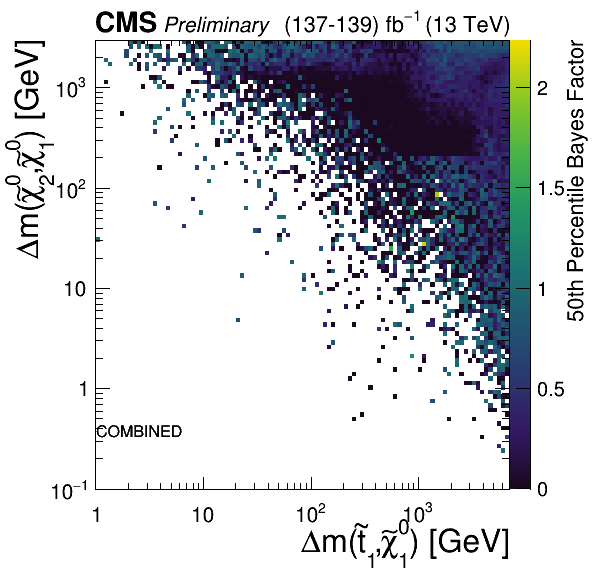 CMS Preliminary (137-139) fb⁻¹ (13 TeV)
Δm(χ̃⁰₂,χ̃⁰₁) [GeV]
10³
10²
10
1
10⁻¹
COMBINED
1 10 10² 10³
Δm(t̃₁,χ̃⁰₁) [GeV]
2
1.5
1
0.5
0
50th Percentile Bayes Factor